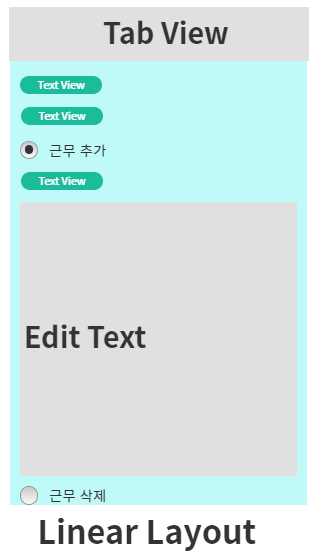 Tab View
Text View
Text View
근무 추가
Text View
Edit Text
근무 삭제
Linear Layout